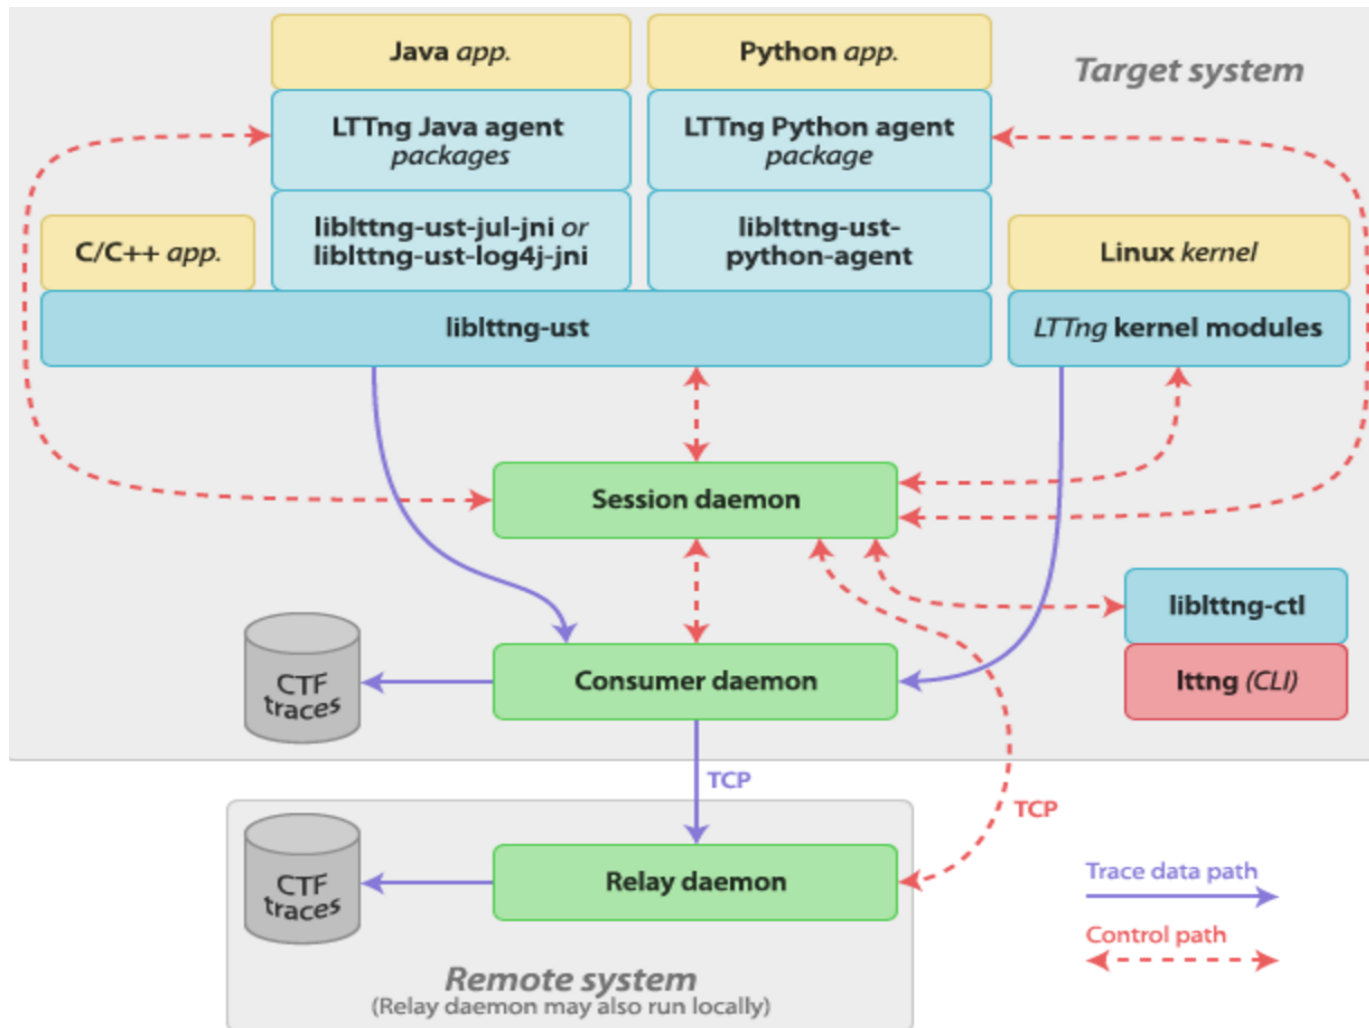 Java app.
Python app.
Target system
LTTng Java agent
packages
LTTng Python agent
package
C/C++ app.
liblttng-ust-jul-jni or
liblttng-ust-log4j-jni
liblttng-ust-
python-agent
Linux kernel
liblttng-ust
LTTng kernel modules
Session daemon
liblttng-ctl
lttng (CLI)
Consumer daemon
CTF
traces
TCP
TCP
Relay daemon
CTF
traces
Trace data path
Control path
Remote system
(Relay daemon may also run locally)